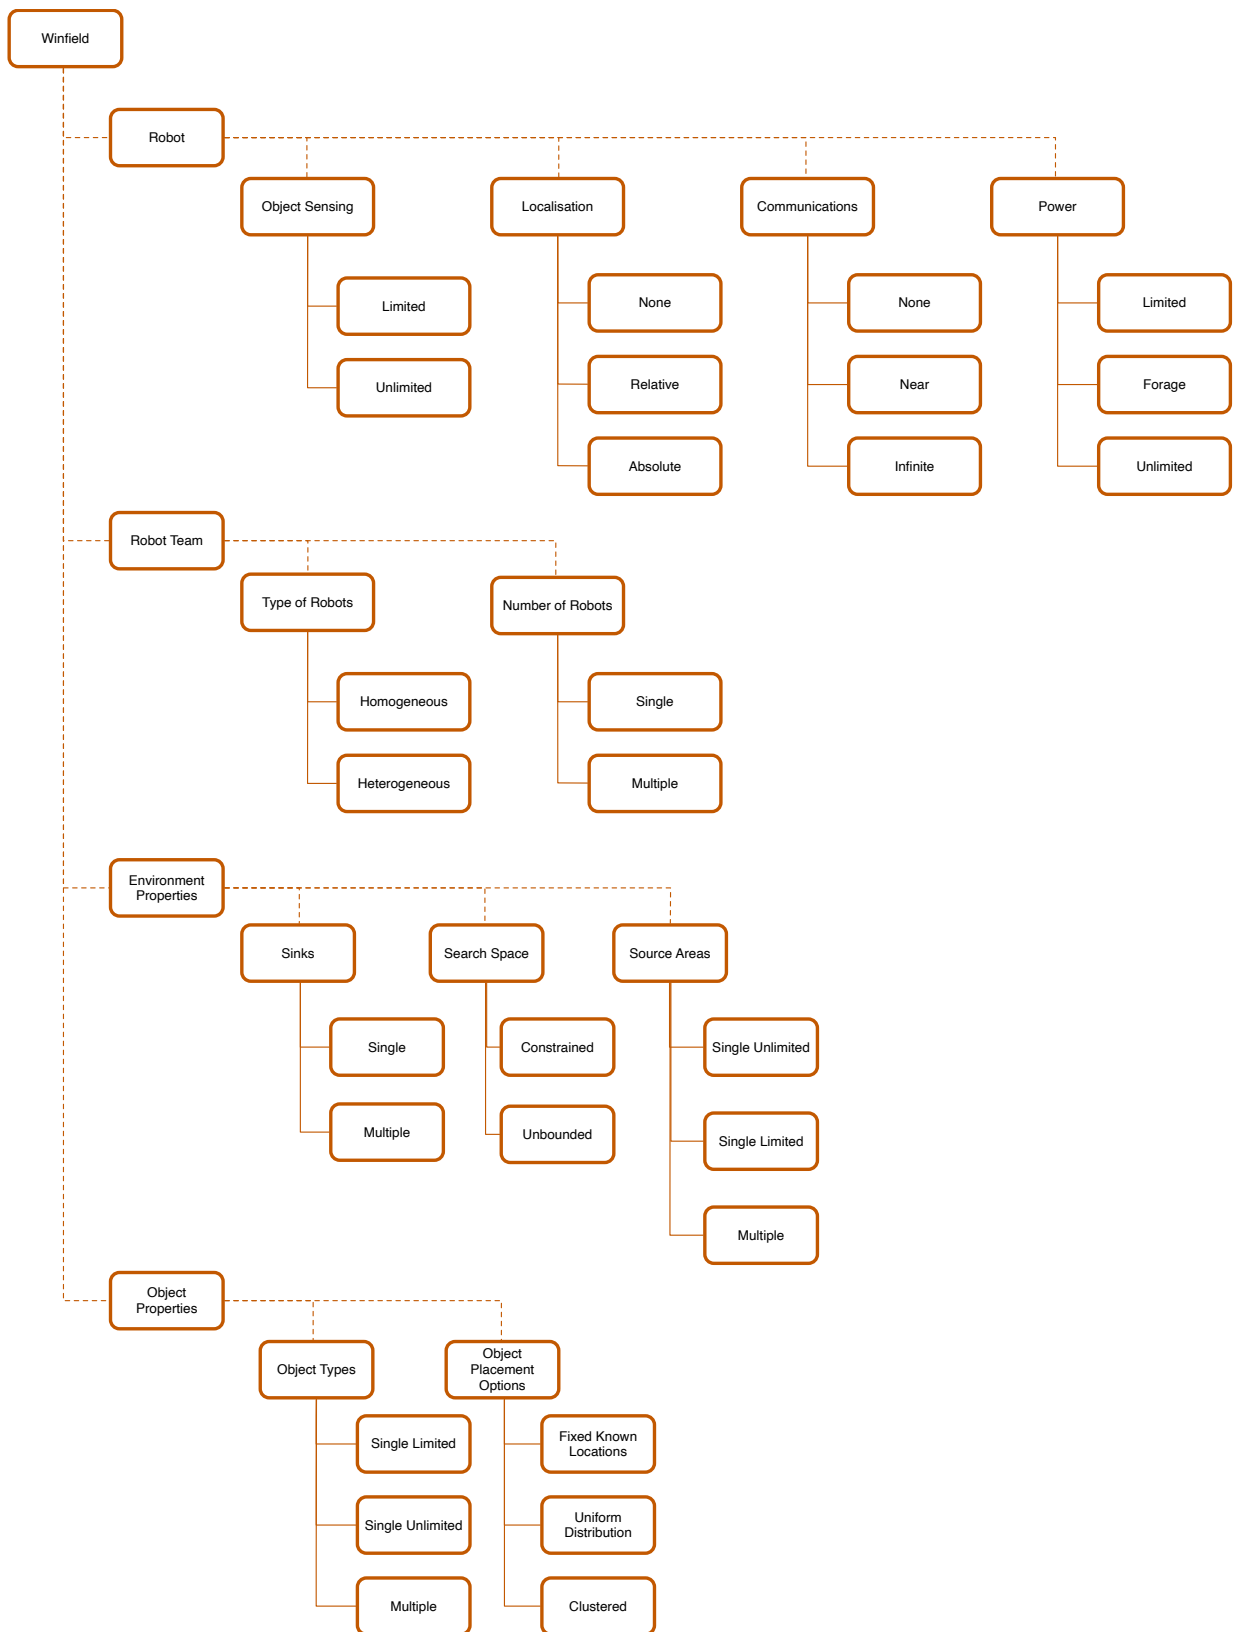 Winfield
Robot
Object Sensing
Localisation
Communications
Power
Limited
None
None
Limited
Unlimited
Relative
Near
Forage
Absolute
Infinite
Unlimited
Robot Team
Type of Robots
Number of Robots
Homogeneous
Single
Heterogeneous
Multiple
Environment
Properties
Sinks
Search Space
Source Areas
Single
Constrained
Single Unlimited
Multiple
Unbounded
Single Limited
Multiple
Object
Properties
Object Types
Object
Placement
Options
Single Limited
Fixed Known
Locations
Single Unlimited
Uniform
Distribution
Multiple
Clustered